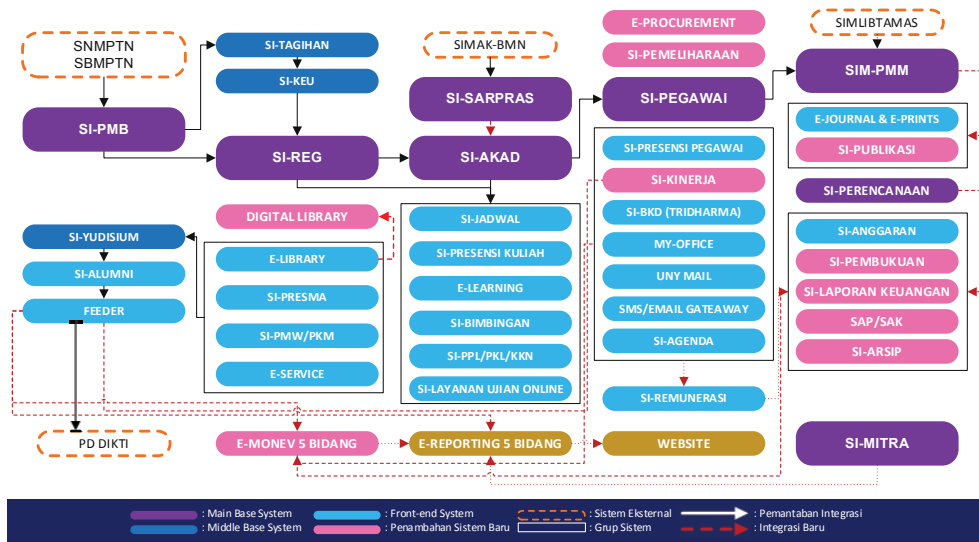 SNMPTN
SBMPTN
SI-PMB
SI-TAGIHAN
SI-KEU
SI-REG
SIMAK-BMN
SI-SARPRAS
SI-AKAD
E-PROCUREMENT
SI-PEMELIHARAAN
SI-PEGAWAI
SIMLIBTAMAS
SIM-PMM
E-JOURNAL & E-PRINTS
SI-PUBLIKASI
SI-PERENCANAAN
SI-ANGGARAN
SI-PEMBUKUAN
SI-LAPORAN KEUANGAN
SAP/SAK
SI-ARSIP
SI-PRESENSI PEGAWAI
SI-KINERJA
SI-BKD (TRIDHARMA)
MY-OFFICE
UNY MAIL
SMS/EMAIL GATEAWAY
SI-AGENDA
SI-REMUNERASI
SI-JADWAL
SI-PRESENSI KULIAH
E-LEARNING
SI-BIMBINGAN
SI-PPL/PKL/KKN
SI-LAYANAN UJIAN ONLINE
DIGITAL LIBRARY
E-LIBRARY
SI-PRESMA
SI-PMW/PKM
E-SERVICE
SI-YUDISIUM
SI-ALUMNI
FEEDER
PD DIKTI
E-MONEV 5 BIDANG
E-REPORTING 5 BIDANG
WEBSITE
SI-MITRA
: Main Base System
: Middle Base System
: Front-end System
: Penambahan Sistem Baru
: Sistem Eksternal
: Grup Sistem
: Pemantaban Integrasi
: Integrasi Baru